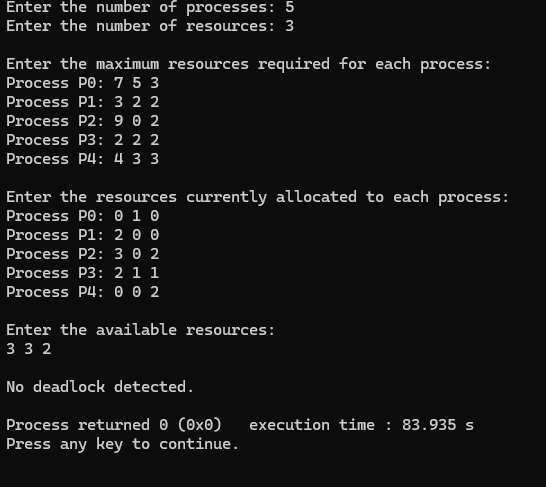 Enter the number of processes: 5
Enter the number of resources: 3
Enter the maximum resources required for each process:
Process P0: 7 5 3
Process P1: 3 2 2
Process P2: 9 0 2
Process P3: 2 2 2
Process P4: 4 3 3
Enter the resources currently allocated to each process:
Process P0: 0 1 0
Process P1: 2 0 0
Process P2: 3 0 2
Process P3: 2 1 1
Process P4: 0 0 2
Enter the available resources:
3 3 2
No deadlock detected.
Process returned 0 (0x0)   execution time : 83.935 s
Press any key to continue.